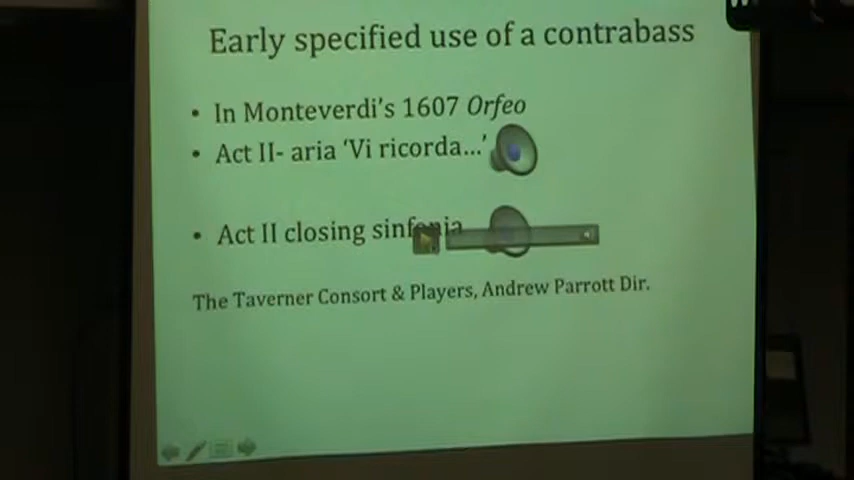 Early specified use of a contrabass
• In Monteverdi's 1607 Orfeo
• Act II- aria 'Vi ricorda...'
• Act II closing sinfonia
The Taverner Consort & Players, Andrew Parrott Dir.